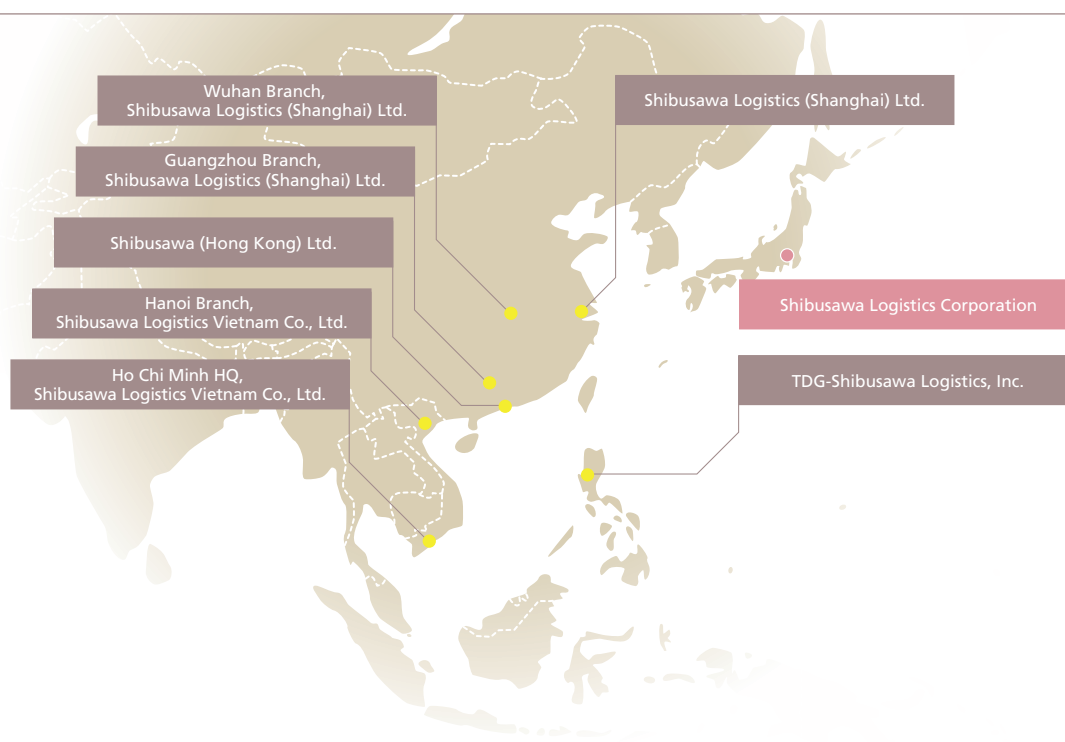 Wuhan Branch,
Shibusawa Logistics (Shanghai) Ltd.
Shibusawa Logistics (Shanghai) Ltd.
Guangzhou Branch,
Shibusawa Logistics (Shanghai) Ltd.
Shibusawa (Hong Kong) Ltd.
Hanoi Branch,
Shibusawa Logistics Vietnam Co., Ltd.
Shibusawa Logistics Corporation
Ho Chi Minh HQ,
Shibusawa Logistics Vietnam Co., Ltd.
TDG-Shibusawa Logistics, Inc.